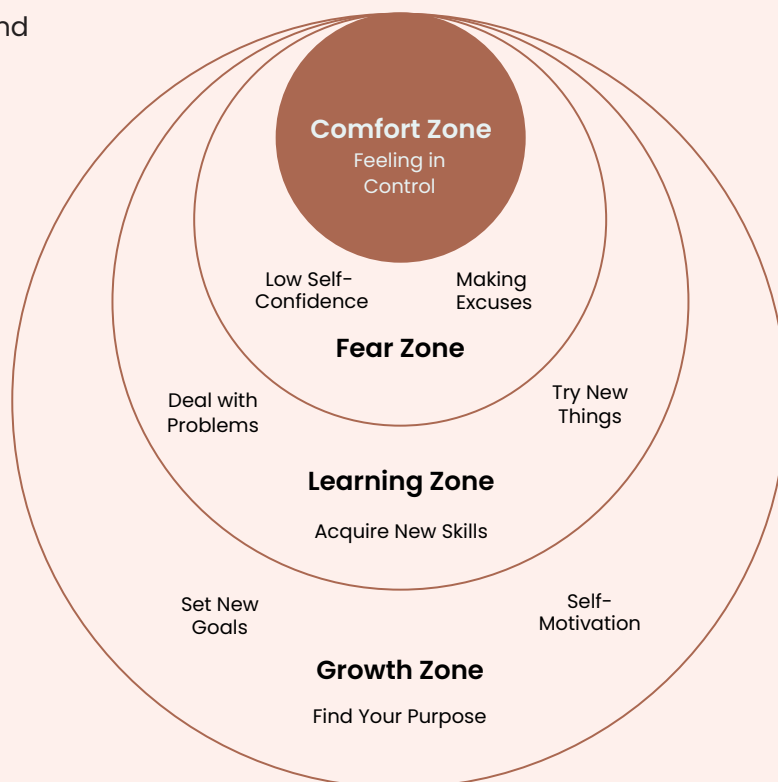 nd
Comfort Zone
Feeling in
Control
Low Self-
Confidence
Making
Excuses
Fear Zone
Deal with
Problems
Try New
Things
Learning Zone
Acquire New Skills
Set New
Goals
Self-
Motivation
Growth Zone
Find Your Purpose